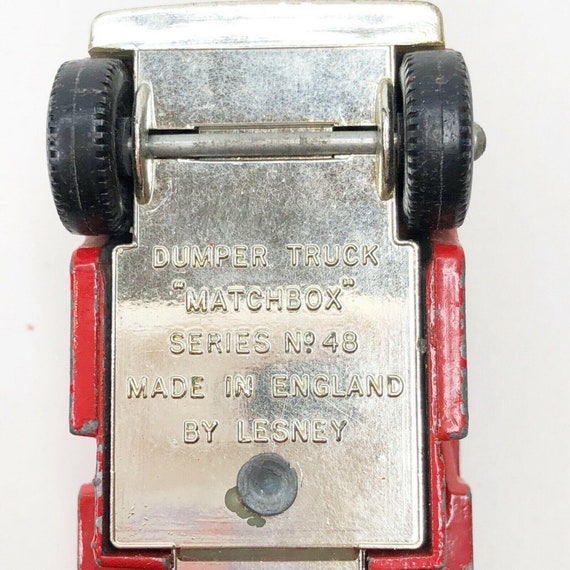 DUMPER TRUCK
"MATCHBOX"
SERIES Nº 48
MADE IN ENGLAND
BY LESNEY